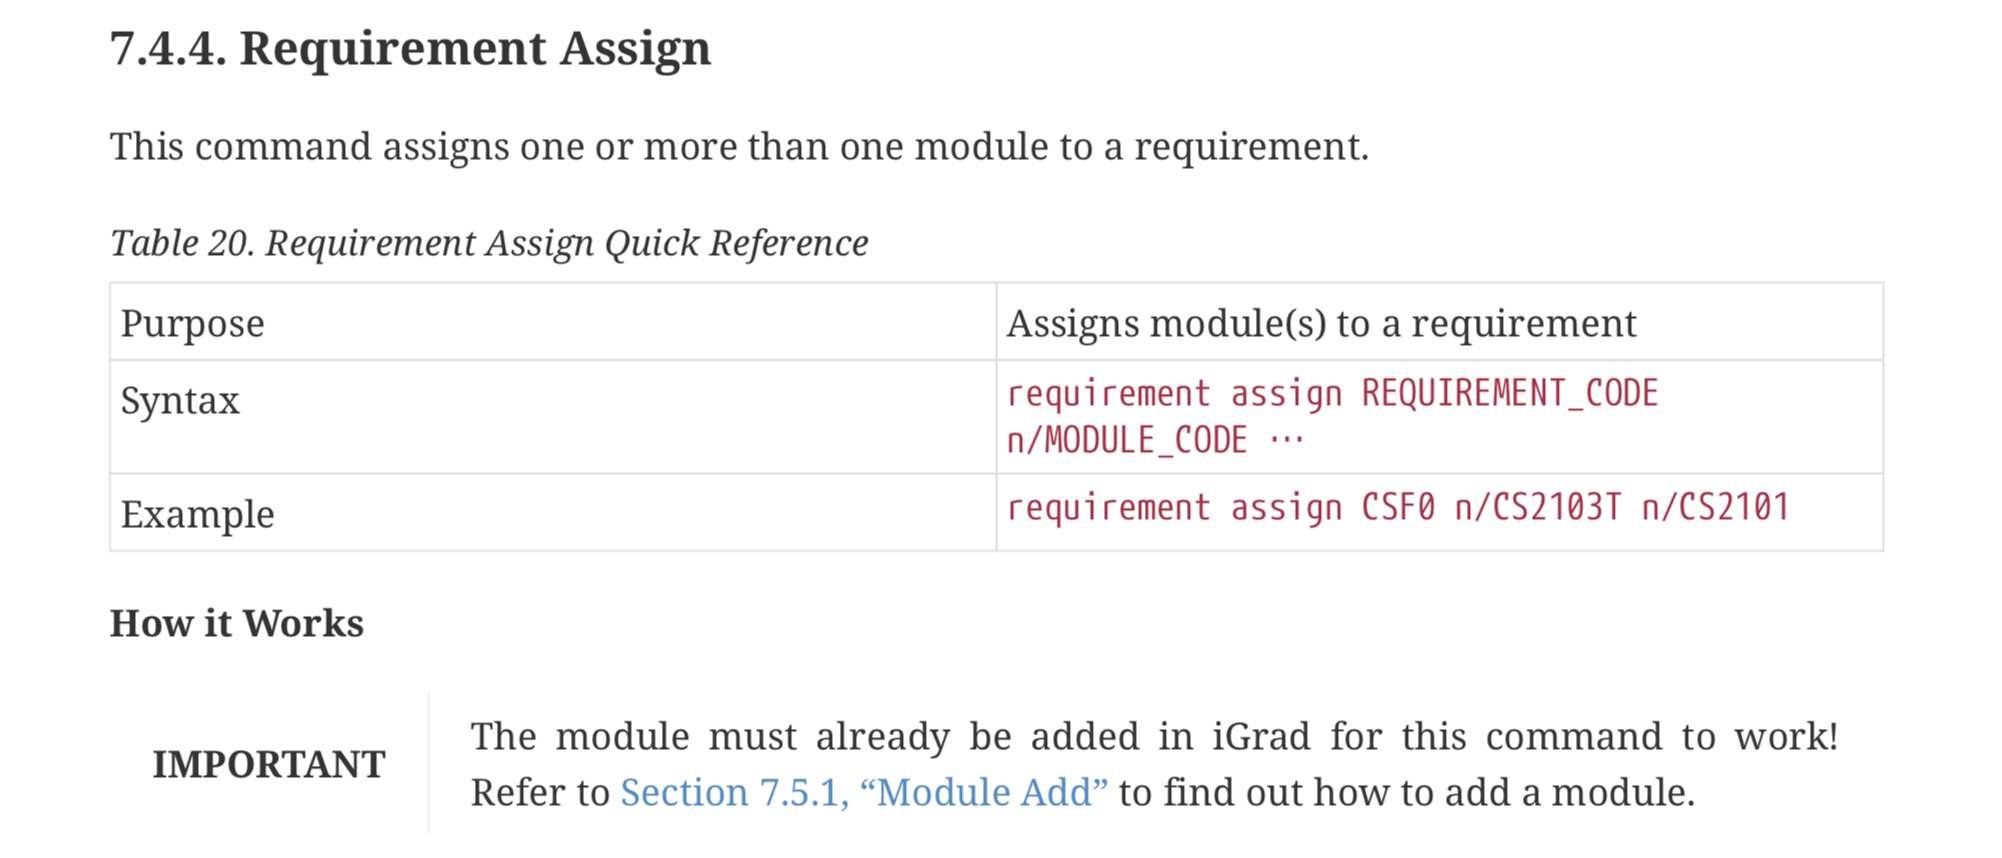 7.4.4. Requirement Assign
This command assigns one or more than one module to a requirement.
Table 20. Requirement Assign Quick Reference
Purpose
Assigns module(s) to a requirement
Syntax
requirement assign REQUIREMENT_CODE
n/MODULE_CODE ⋯
Example
requirement assign CSF0 n/CS2103T n/CS2101
How it Works
IMPORTANT
The module must already be added in iGrad for this command to work!
Refer to Section 7.5.1, “Module Add” to find out how to add a module.